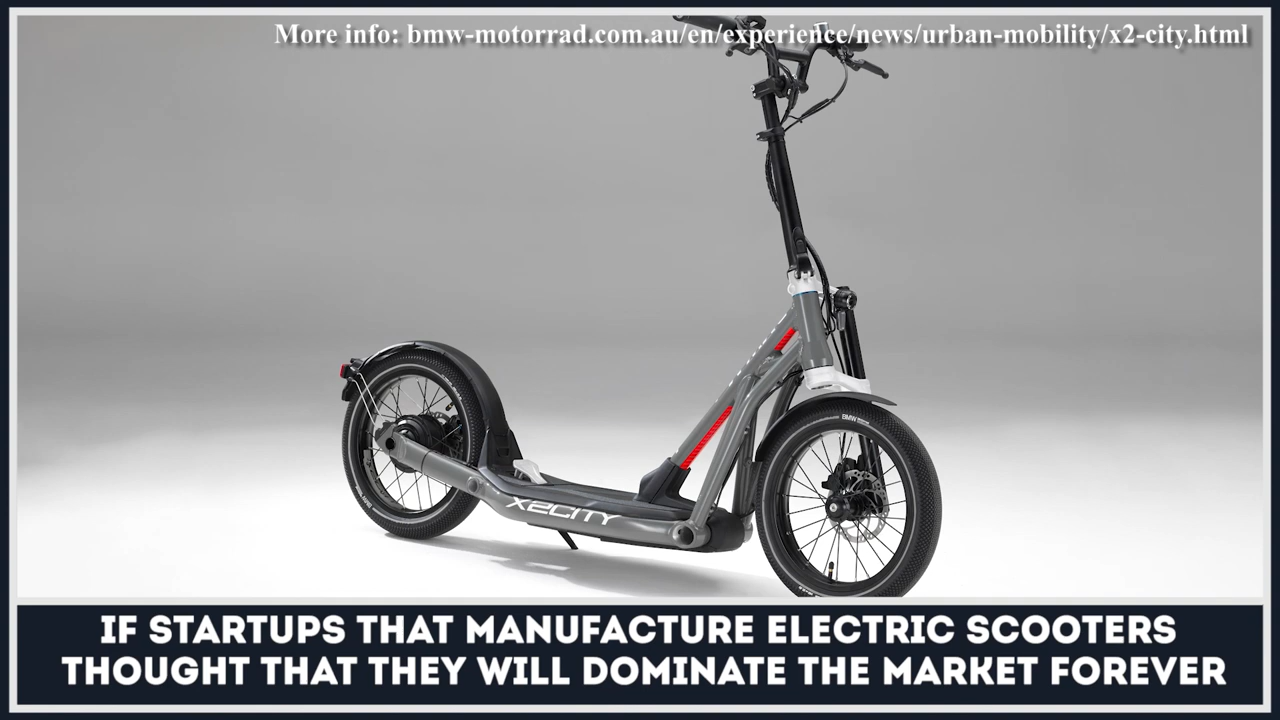 More info: bmw-motorrad.com.au/en/experience/news/urban-mobility/x2-city.html
BMW
X2CITY
IF STARTUPS THAT MANUFACTURE ELECTRIC SCOOTERS
THOUGHT THAT THEY WILL DOMINATE THE MARKET FOREVER